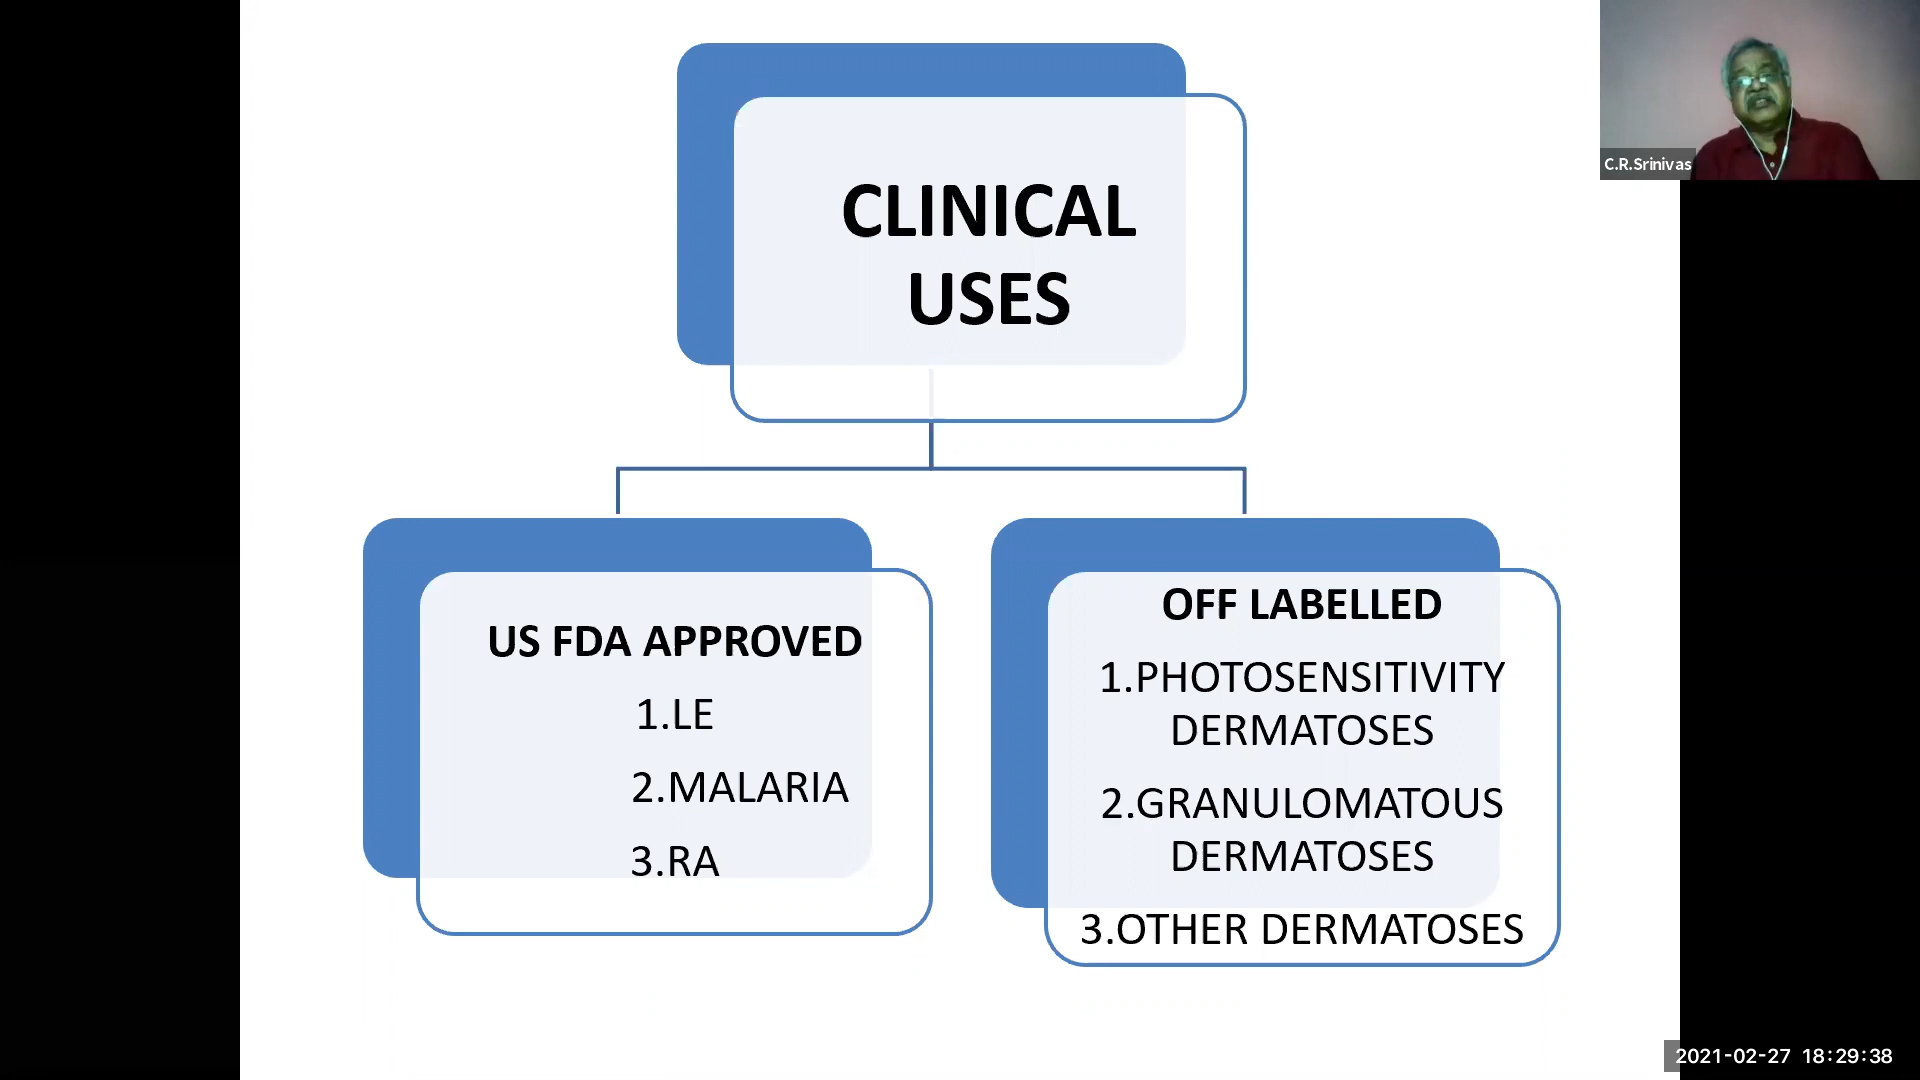 CLINICAL
USES
US FDA APPROVED
1.LE
2.MALARIA
3.RA
OFF LABELLED
1.PHOTOSENSITIVITY
DERMATOSES
2.GRANULOMATOUS
DERMATOSES
3.OTHER DERMATOSES
C.R.Srinivas
2021-02-27 18:29:38